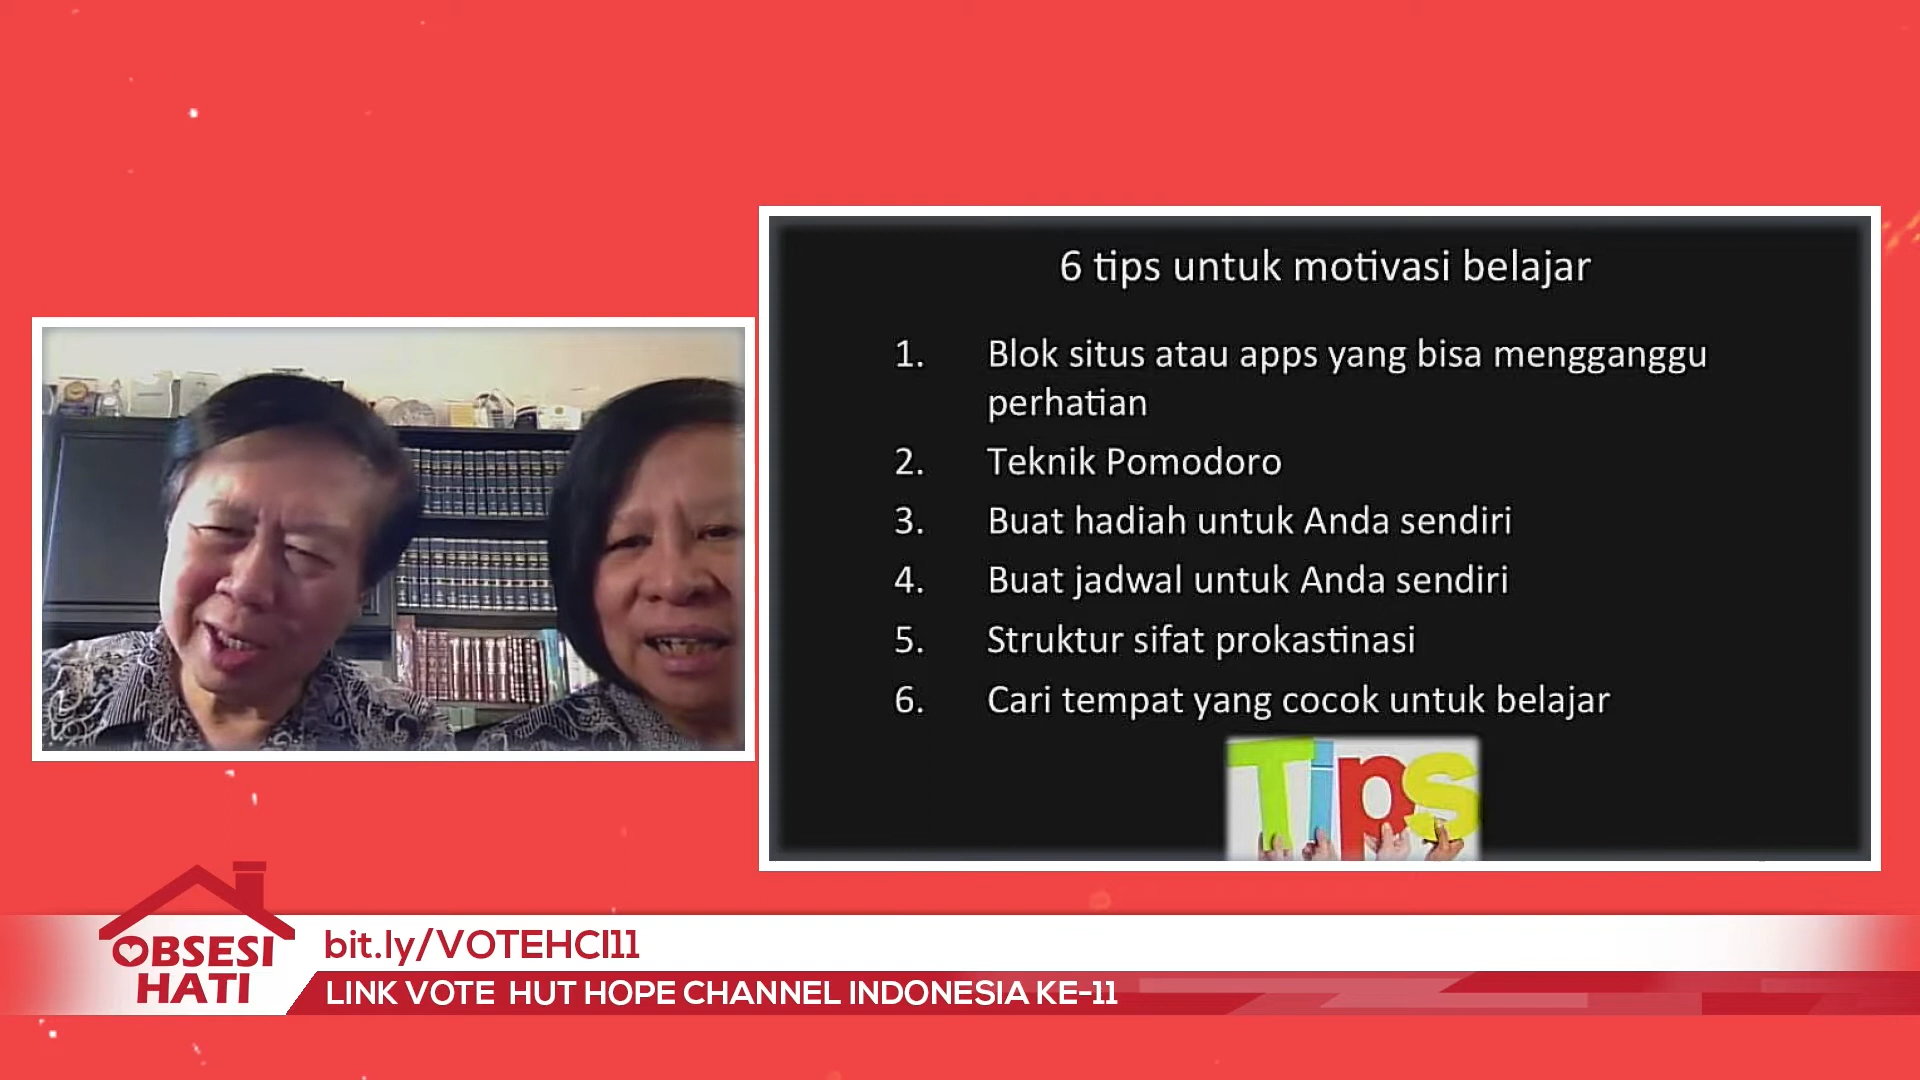 6 tips untuk motivasi belajar
1. Blok situs atau apps yang bisa mengganggu
perhatian
2. Teknik Pomodoro
3. Buat hadiah untuk Anda sendiri
4. Buat jadwal untuk Anda sendiri
5. Struktur sifat prokastinasi
6. Cari tempat yang cocok untuk belajar
Tips
OBSESI
HATI
bit.ly/VOTEHCI11
LINK VOTE HUT HOPE CHANNEL INDONESIA KE-11